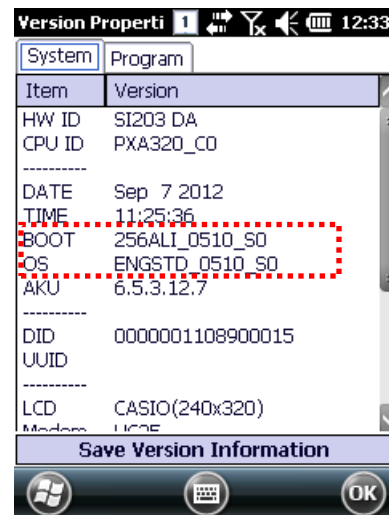 Version Properti 1 12:33
System Program
Item Version
HW ID SI203 DA
CPU ID PXA320_C0
----------
DATE Sep 7 2012
TIME 11:25:36
BOOT 256ALI_0510_S0
OS ENGSTD_0510_S0
AKU 6.5.3.12.7
----------
DID 0000001108900015
UUID
----------
LCD CASIO(240x320)
Modem
Save Version Information
OK